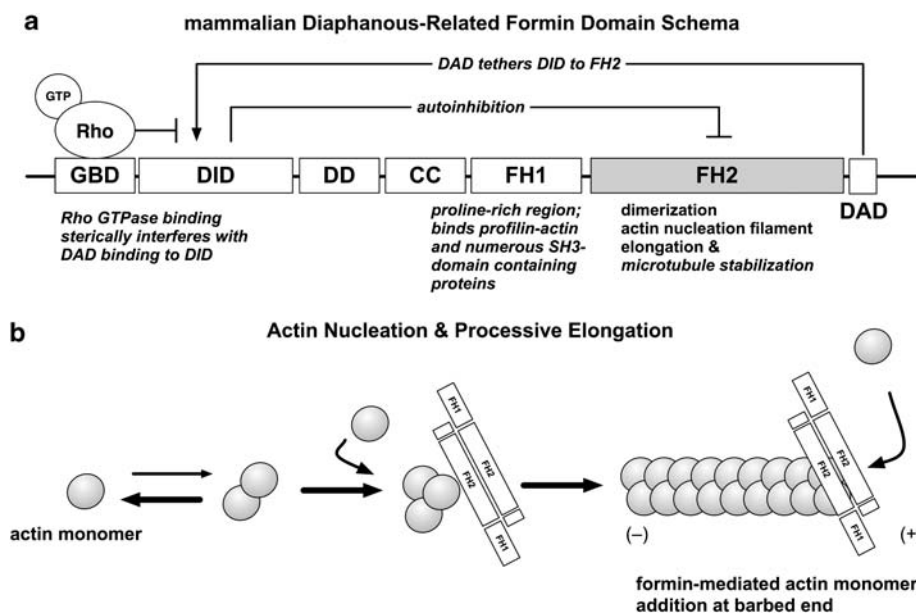 a mammalian Diaphanous-Related Formin Domain Schema
DAD tethers DID to FH2
GTP
autoinhibition
Rho
GBD DID DD CC FH1 FH2
DAD
Rho GTPase binding
sterically interferes with
DAD binding to DID
proline-rich region;
binds profilin-actin
and numerous SH3-
domain containing
proteins
dimerization
actin nucleation filament
elongation &
microtubule stabilization
b Actin Nucleation & Processive Elongation
FH1
FH2
FH2
FH1
FH1
FH2
FH2
FH1
actin monomer
(–) (+
formin-mediated actin monomer
addition at barbed end